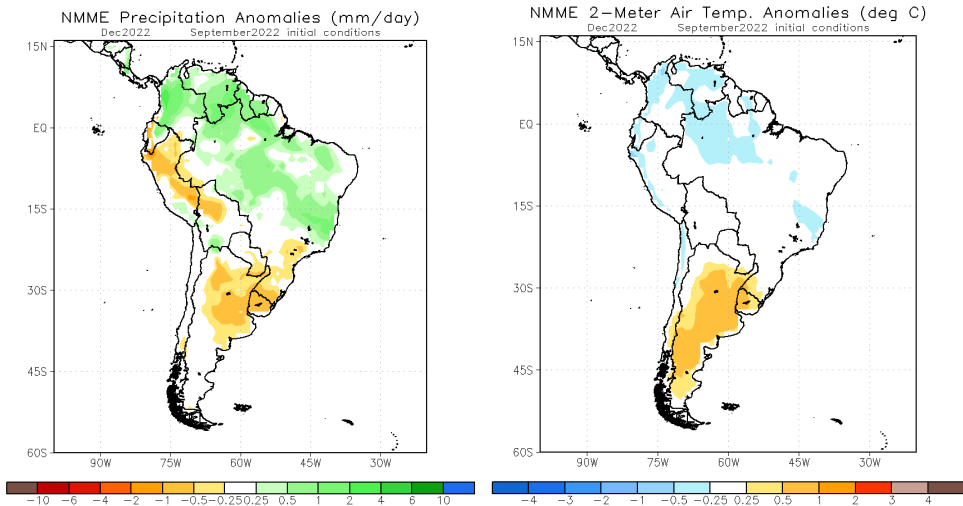 NMME Precipitation Anomalies (mm/day)
Dec2022 September2022 initial conditions
15N
EQ
15S
30S
45S
60S
90W 75W 60W 45W 30W
-10 -6 -4 -2 -1 -0.5 -0.25 0.25 0.5 1 2 4 6 10
NMME 2-Meter Air Temp. Anomalies (deg C)
Dec2022 September2022 initial conditions
15N
EQ
15S
30S
45S
60S
90W 75W 60W 45W 30W
-4 -3 -2 -1 -0.5 -0.25 0.25 0.5 1 2 3 4